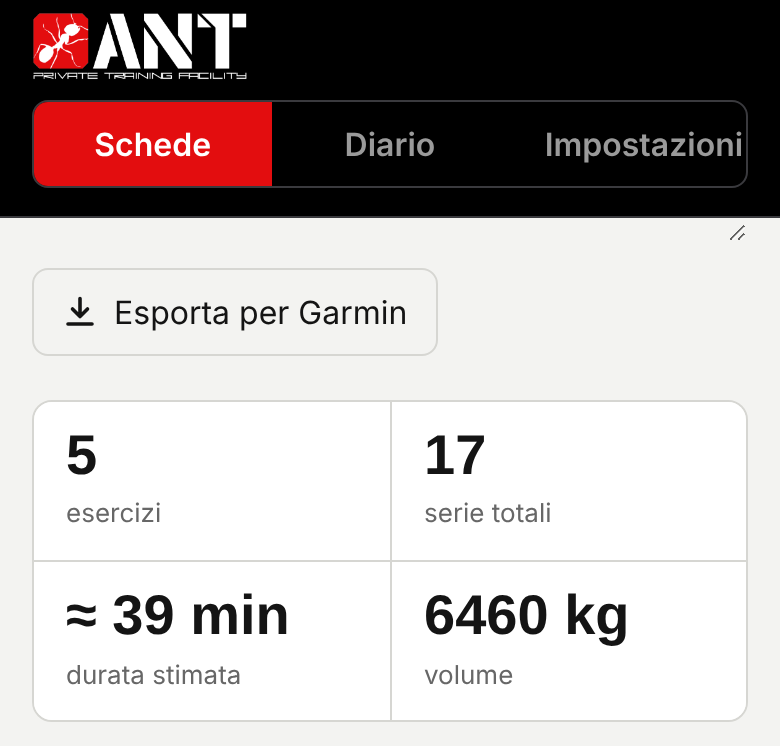 ANT
PRIVATE TRAINING FACILITY
Schede Diario Impostazioni
Esporta per Garmin
5 17
esercizi serie totali
≈ 39 min 6460 kg
durata stimata volume